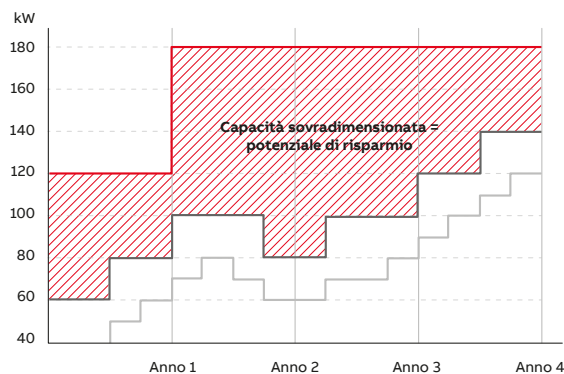 kW
180
160
140
120
100
80
60
40
Capacità sovradimensionata =
potenziale di risparmio
Anno 1
Anno 2
Anno 3
Anno 4